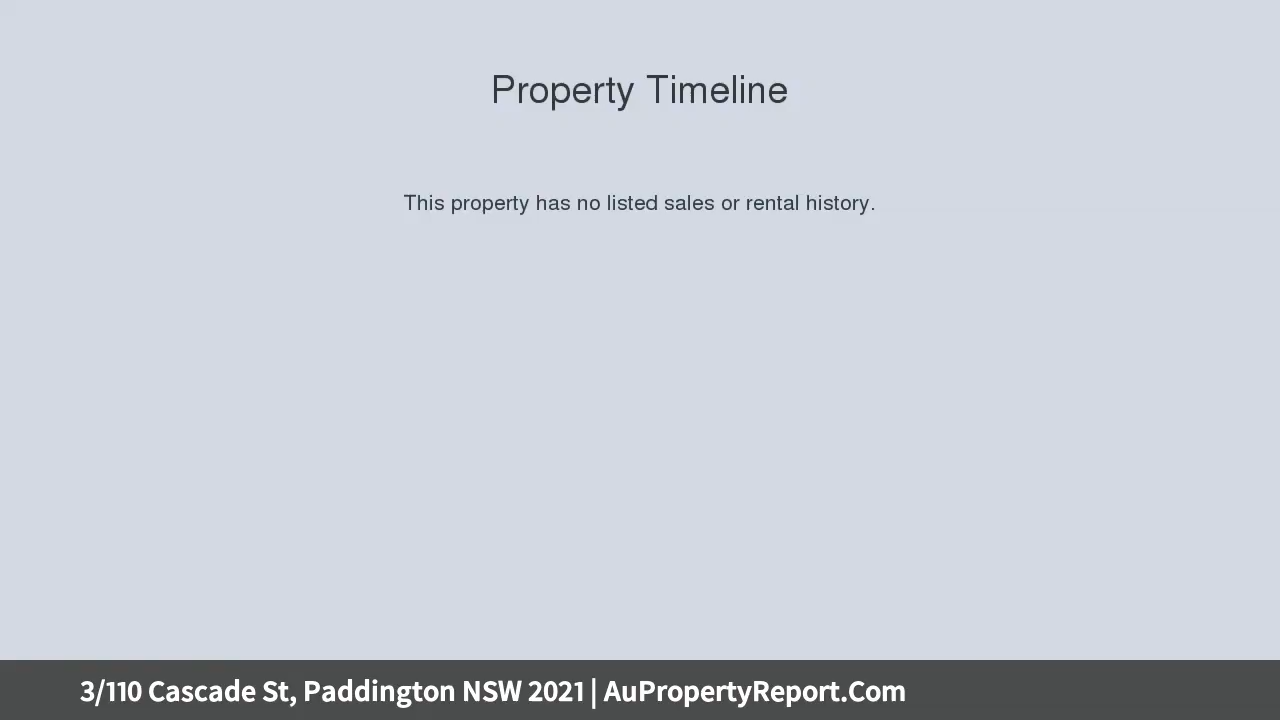 Property Timeline
This property has no listed sales or rental history.
3/110 Cascade St, Paddington NSW 2021 | AuPropertyReport.Com